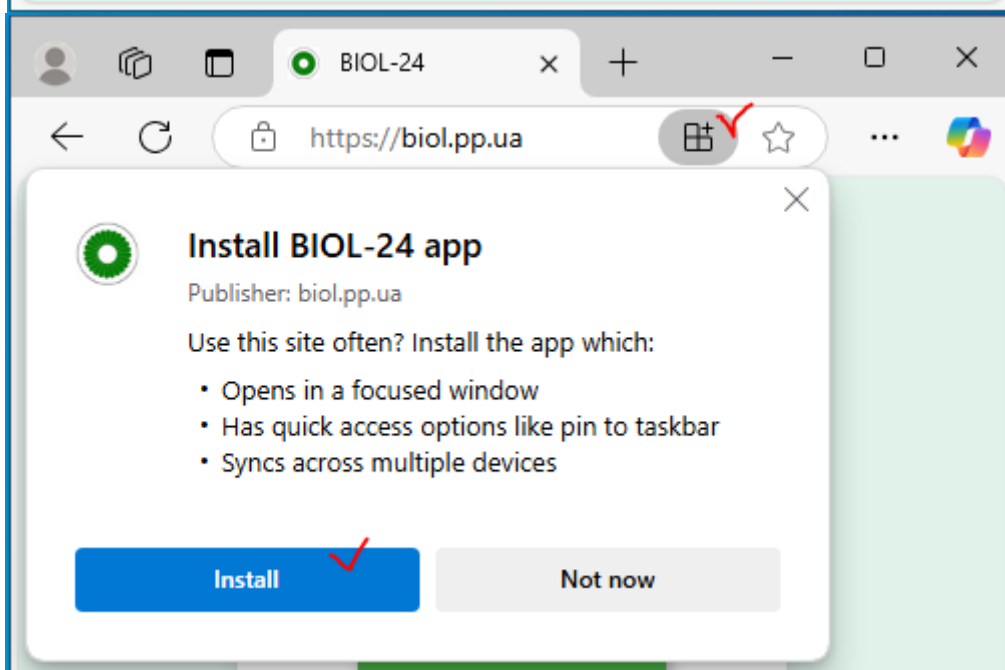 BIOL-24
https://biol.pp.ua
Install BIOL-24 app
Publisher: biol.pp.ua
Use this site often? Install the app which:
• Opens in a focused window
• Has quick access options like pin to taskbar
• Syncs across multiple devices
Install
Not now